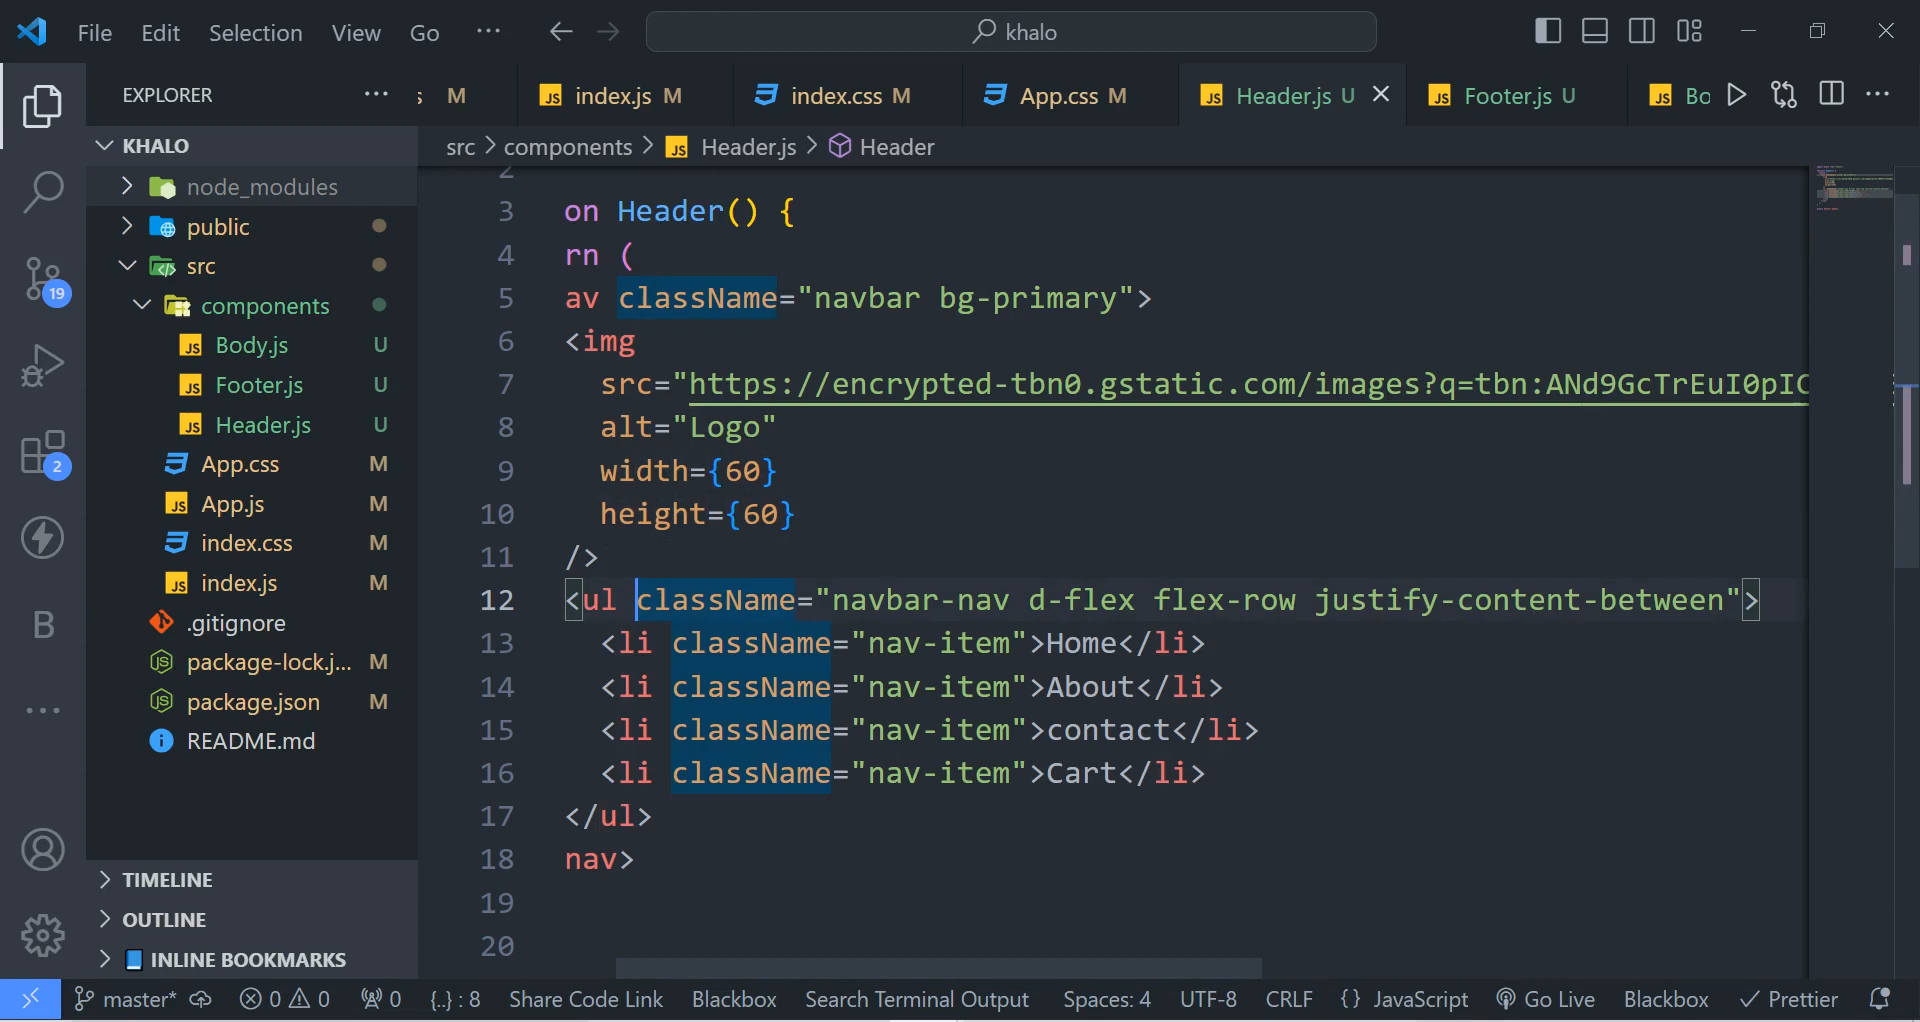 File Edit Selection View Go ··· khalo
EXPLORER ···
M
index.js M
index.css M
App.css M
Header.js U
Footer.js U
Bo
KHALO
node_modules
public
src
components
Body.js U
Footer.js U
Header.js U
App.css M
App.js M
index.css M
index.js M
.gitignore
package-lock.j... M
package.json M
README.md
TIMELINE
OUTLINE
INLINE BOOKMARKS
19
2
B
src > components > Header.js > Header
2
3 on Header() {
4 rn (
5 av className="navbar bg-primary">
6 <img
7 src="https://encrypted-tbn0.gstatic.com/images?q=tbn:ANd9GcTrEuI0pIC
8 alt="Logo"
9 width={60}
10 height={60}
11 />
12 <ul className="navbar-nav d-flex flex-row justify-content-between">
13 <li className="nav-item">Home</li>
14 <li className="nav-item">About</li>
15 <li className="nav-item">contact</li>
16 <li className="nav-item">Cart</li>
17 </ul>
18 nav>
19
20
master* 0 0 0 {..} : 8 Share Code Link Blackbox Search Terminal Output Spaces: 4 UTF-8 CRLF {} JavaScript Go Live Blackbox Prettier